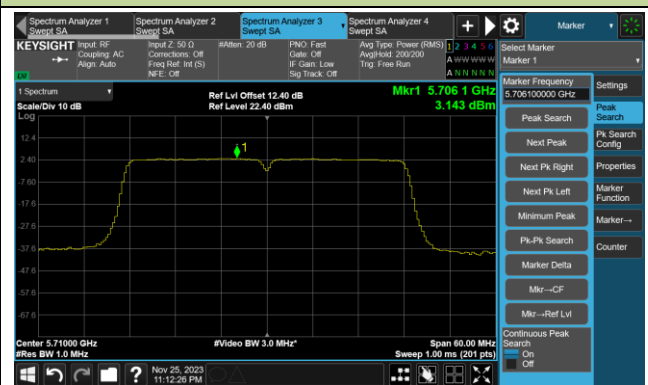 Spectrum Analyzer 1
Swept SA
Spectrum Analyzer 2
Swept SA
Spectrum Analyzer 3
Swept SA
Spectrum Analyzer 4
Swept SA
+
Marker
KEYSIGHT
Input: RF
Coupling: AC
Align: Auto
Input Z: 50 Ω
Corrections: Off
Freq Ref: Int (S)
NFE: Off
#Atten: 20 dB
PNO: Fast
Gate: Off
IF Gain: Low
Sig Track: Off
Avg Type: Power (RMS)
Avg|Hold: 200/200
Trig: Free Run
1 2 3 4 5 6
A W W W W W
A N N N N N
Select Marker
Marker 1
1 Spectrum
Scale/Div 10 dB
Log
Ref Lvl Offset 12.40 dB
Ref Level 22.40 dBm
Mkr1 5.706 1 GHz
3.143 dBm
12.4
2.40
-7.60
-17.6
-27.6
-37.6
-47.6
-57.6
-67.6
1
Center 5.71000 GHz
#Res BW 1.0 MHz
#Video BW 3.0 MHz*
Span 60.00 MHz
Sweep 1.00 ms (201 pts)
Marker Frequency
5.706100000 GHz
Peak Search
Next Peak
Next Pk Right
Next Pk Left
Minimum Peak
Pk-Pk Search
Marker Delta
Mkr→CF
Mkr→Ref Lvl
Continuous Peak
Search
On
Off
Settings
Peak
Search
Pk Search
Config
Properties
Marker
Function
Marker→
Counter
?
Nov 25, 2023
11:12:26 PM